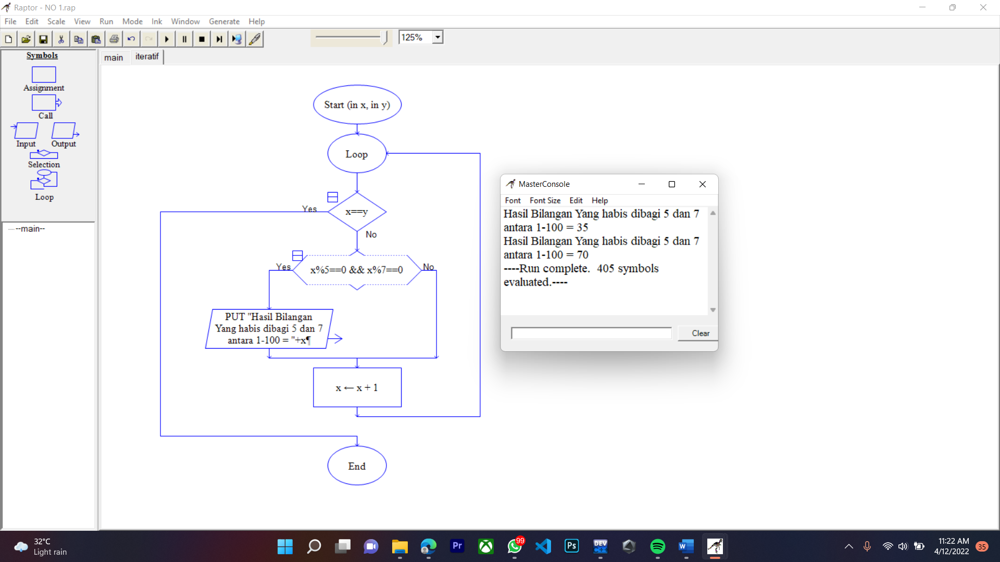 Raptor - NO 1.rap
File Edit Scale View Run Mode Ink Window Generate Help
125%
Symbols
Assignment
Call
Input Output
Selection
Loop
--main--
main iteratif
Start (in x, in y)
Loop
Yes
x==y
No
Yes
x%5==0 && x%7==0
No
PUT "Hasil Bilangan
Yang habis dibagi 5 dan 7
antara 1-100 = "+x¶
x ← x + 1
End
MasterConsole
Font Font Size Edit Help
Hasil Bilangan Yang habis dibagi 5 dan 7
antara 1-100 = 35
Hasil Bilangan Yang habis dibagi 5 dan 7
antara 1-100 = 70
----Run complete.  405 symbols
evaluated.----
Clear
32°C
Light rain
Pr
99
Ps
DEV
C++
W
11:22 AM
4/12/2022
35